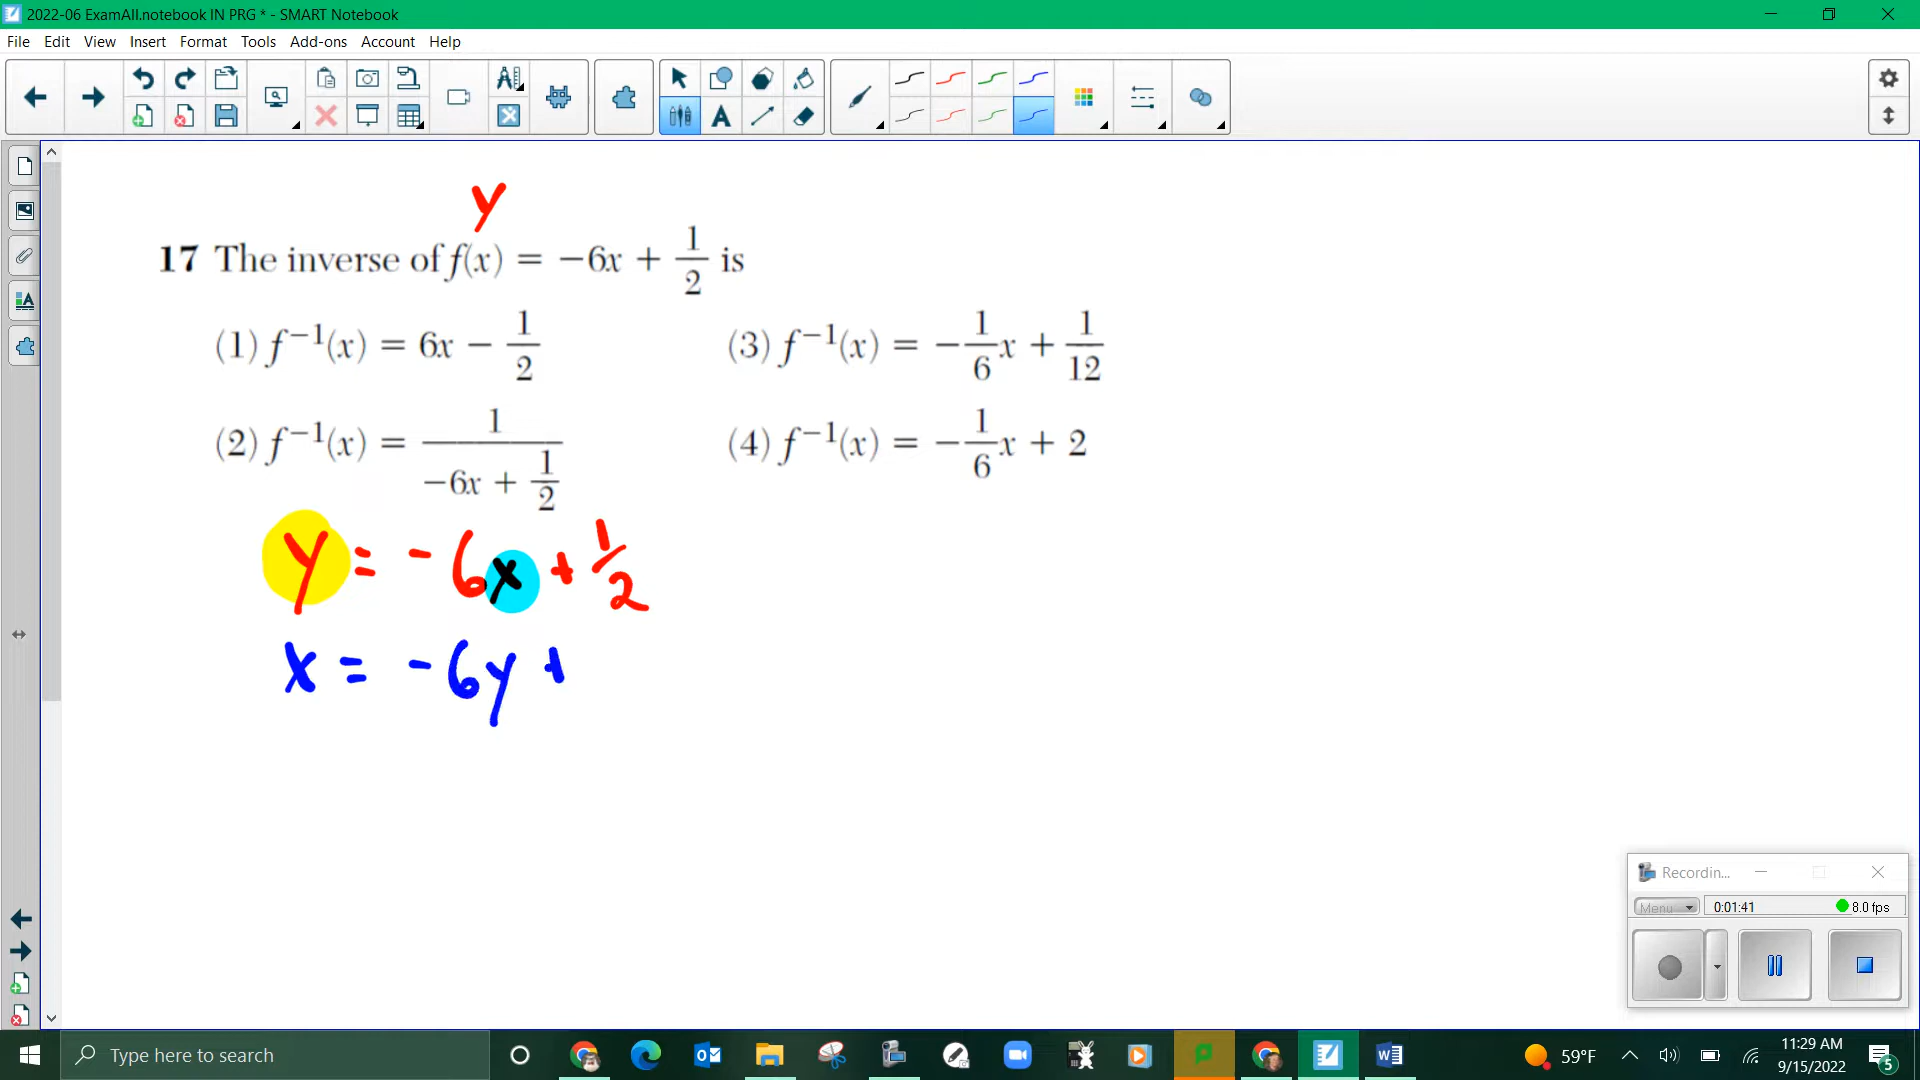 2022-06 ExamAll.notebook IN PRG * - SMART Notebook
File Edit View Insert Format Tools Add-ons Account Help
y
17 The inverse of f(x) = −6x + 1/2 is
(1) f⁻¹(x) = 6x − 1/2
(3) f⁻¹(x) = −1/6x + 1/12
(2) f⁻¹(x) = 1/(−6x + 1/2)
(4) f⁻¹(x) = −1/6x + 2
y = -6x + 1/2
x = -6y +
Recordin...
Menu 0:01:41 8.0 fps
Type here to search
59°F
11:29 AM
9/15/2022
5